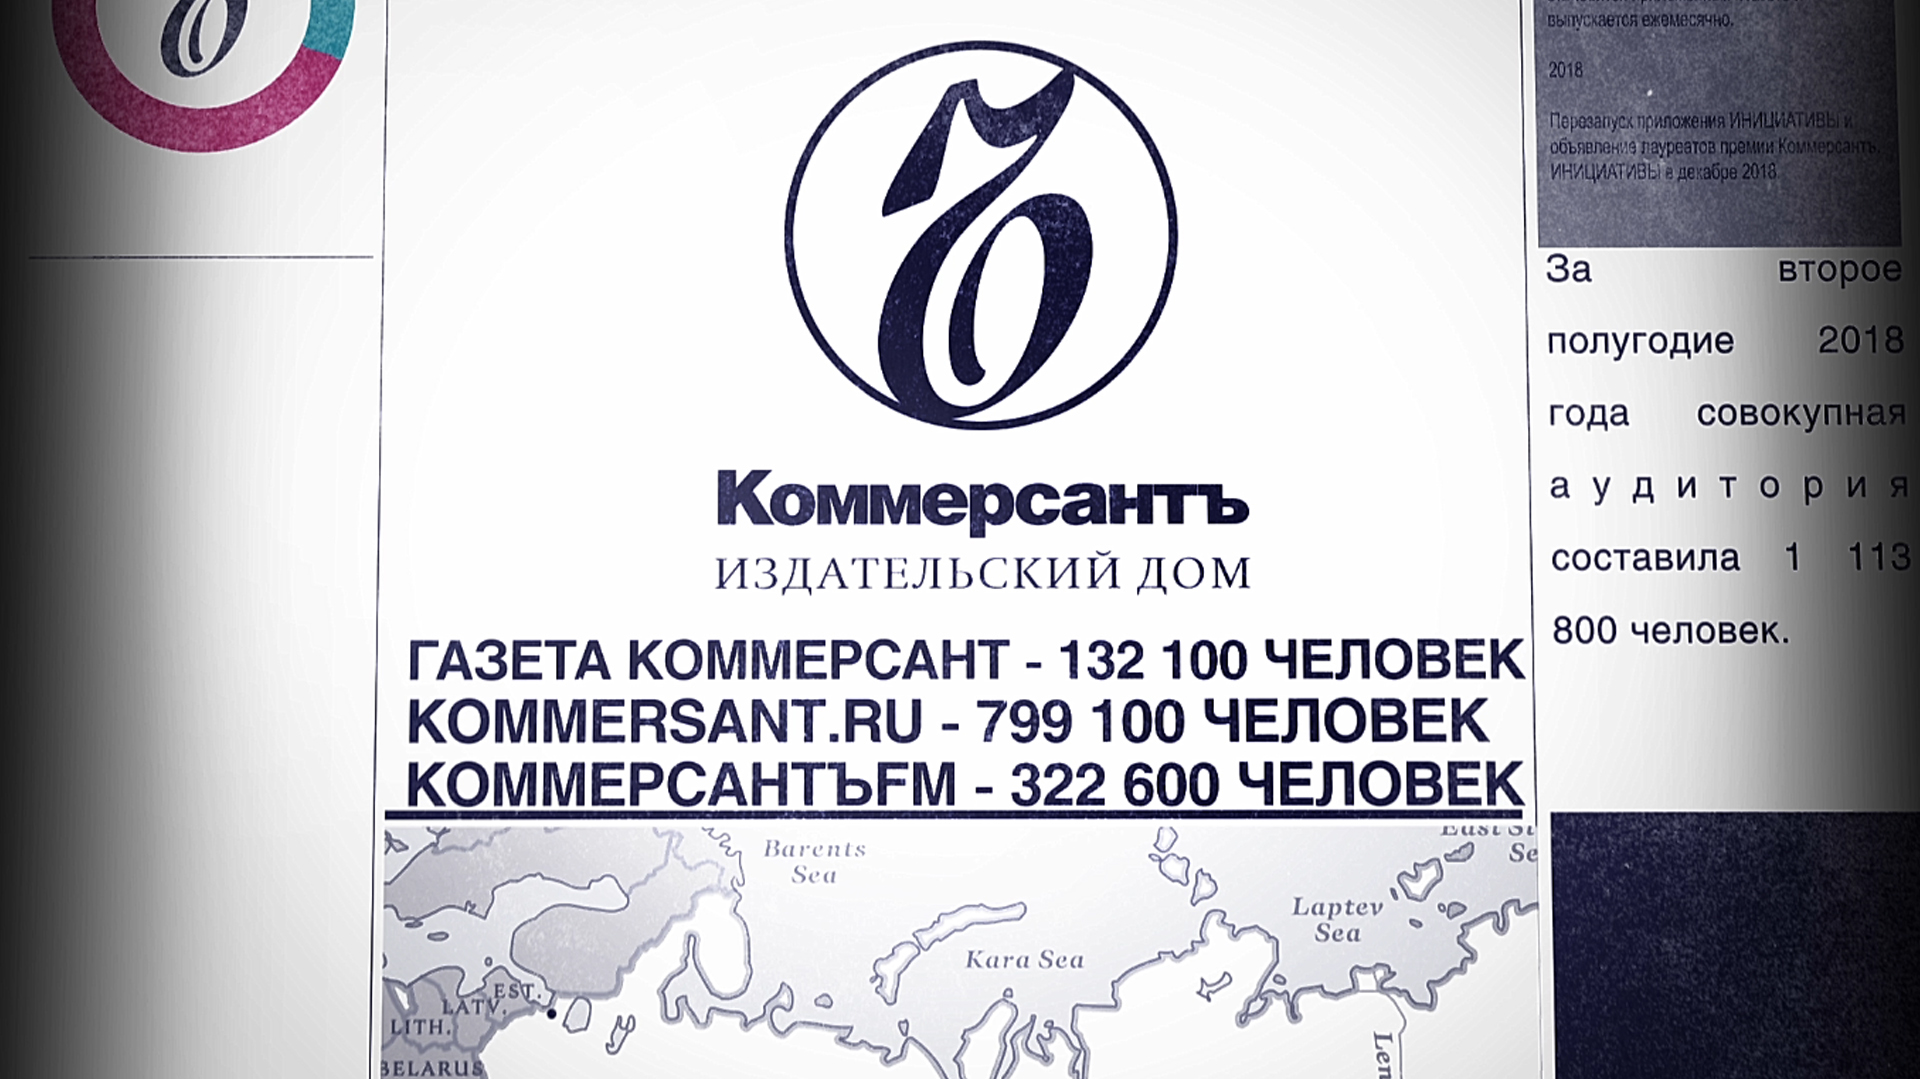 Коммерсантъ
ИЗДАТЕЛЬСКИЙ ДОМ
ГАЗЕТА КОММЕРСАНТ - 132 100 ЧЕЛОВЕК
KOMMERSANT.RU - 799 100 ЧЕЛОВЕК
КОММЕРСАНТЪFM - 322 600 ЧЕЛОВЕК
Barents
Sea
Kara Sea
Laptev
Sea
East
EST.
LATV.
LITH.
BELARUS
выпускается ежемесячно.
2018
Перезапуск приложения ИНИЦИАТИВЫ и
объявление лауреатов премии Коммерсантъ.
ИНИЦИАТИВЫ в декабре 2018
За второе
полугодие 2018
года совокупная
аудитория
составила 1 113
800 человек.